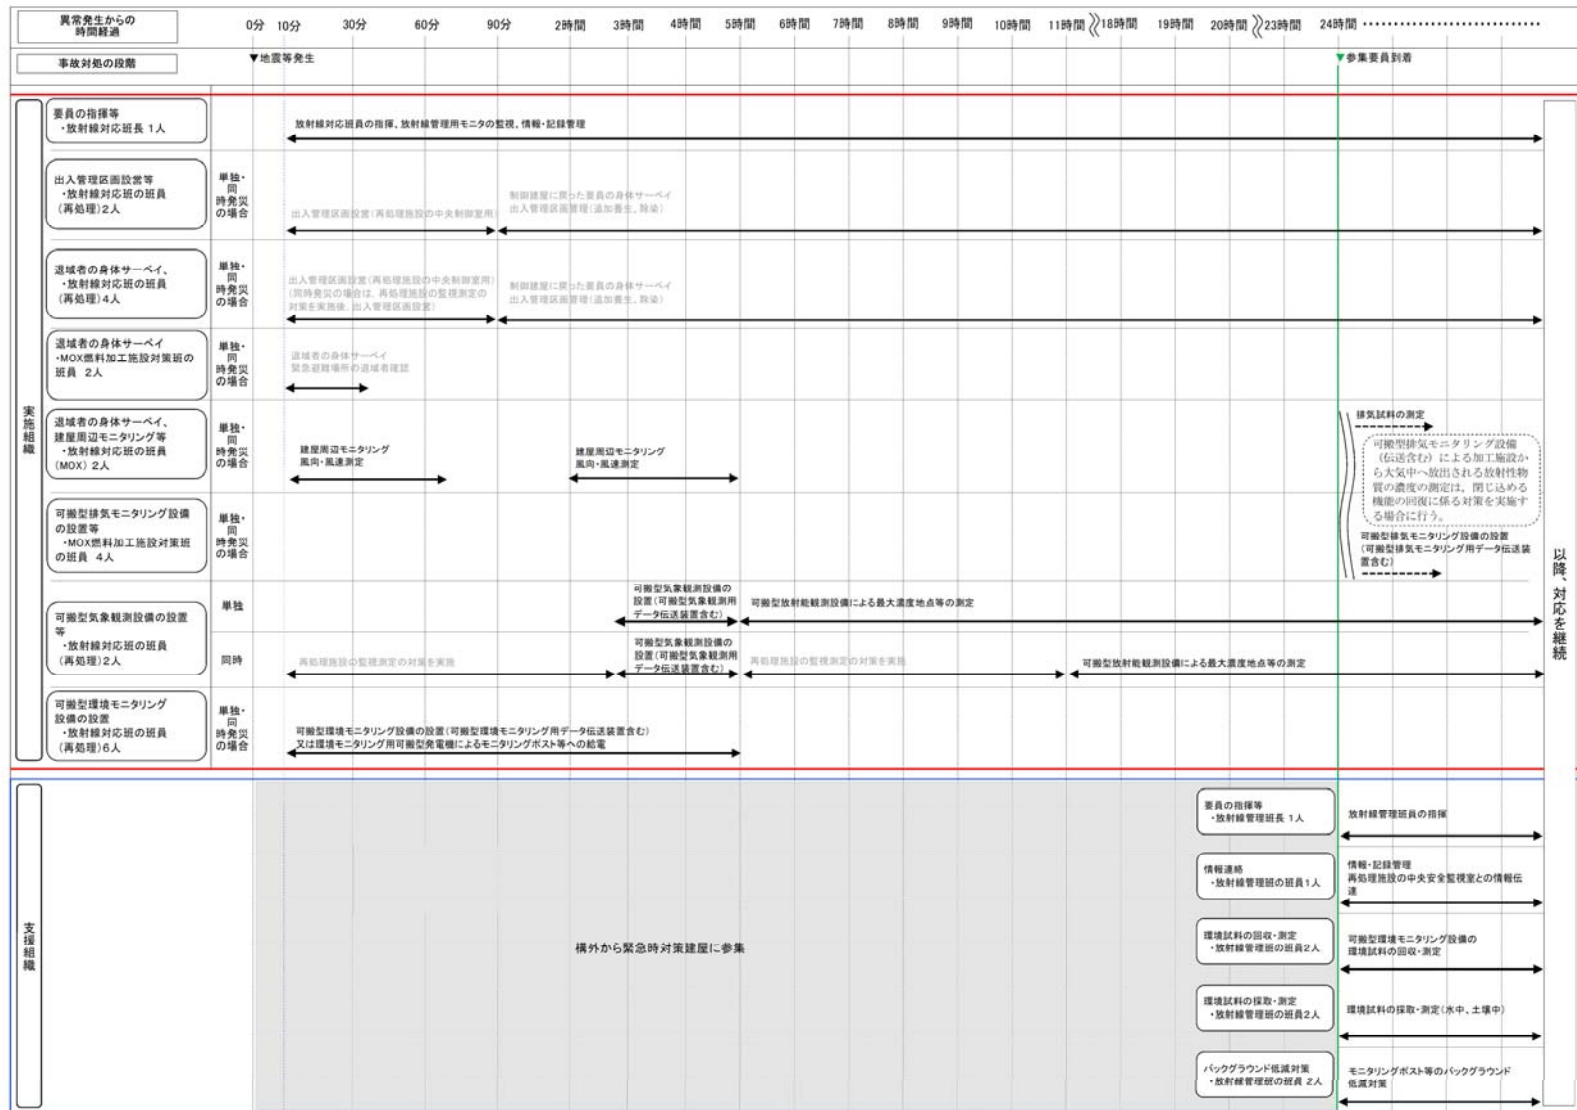 異常発生からの
時間経過
0分 10分 30分 60分 90分 2時間 3時間 4時間 5時間 6時間 7時間 8時間 9時間 10時間 11時間 18時間 19時間 20時間 23時間 24時間
事故対処の段階
▼地震等発生
▼参集要員到着
実施組織
要員の指揮等
・放射線対応班長 1人
放射線対応班員の指揮、放射線管理用モニタの監視、情報・記録管理
出入管理区画設営等
・放射線対応班の班員
(再処理)2人
単独・
同
時発災
の場合
出入管理区画設営(再処理施設の中央制御室用)
制御建屋に戻った要員の身体サーベイ
出入管理区画管理(追加養生、除染)
退域者の身体サーベイ、
・放射線対応班の班員
(再処理)4人
単独・
同
時発災
の場合
出入管理区画設営(再処理施設の中央制御室用)
(同時発災の場合は、再処理施設の監視測定の
対策を実施後、出入管理区画設営)
制御建屋に戻った要員の身体サーベイ
出入管理区画管理(追加養生、除染)
退域者の身体サーベイ
・MOX燃料加工施設対策班の
班員 2人
単独・
同
時発災
の場合
退域者の身体サーベイ
緊急避難場所の退域者確認
退域者の身体サーベイ、
建屋周辺モニタリング等
・放射線対応班の班員
(MOX) 2人
単独・
同
時発災
の場合
建屋周辺モニタリング
風向・風速測定
建屋周辺モニタリング
風向・風速測定
排気試料の測定
可搬型排気モニタリング設備
(伝送含む)による加工施設か
ら大気中へ放出される放射性物
質の濃度の測定は、閉じ込める
機能の回復に係る対策を実施す
る場合に行う。
可搬型排気モニタリング設備
の設置等
・MOX燃料加工施設対策班
の班員 4人
単独・
同
時発災
の場合
可搬型排気モニタリング設備の設置
(可搬型排気モニタリング用データ伝送装
置含む)
可搬型気象観測設備の設置
等
・放射線対応班の班員
(再処理)2人
単独
可搬型気象観測設備の
設置(可搬型気象観測用
データ伝送装置含む)
可搬型放射能観測設備による最大濃度地点等の測定
同時
再処理施設の監視測定の対策を実施
可搬型気象観測設備の
設置(可搬型気象観測用
データ伝送装置含む)
再処理施設の監視測定の対策を実施
可搬型放射能観測設備による最大濃度地点等の測定
可搬型環境モニタリング
設備の設置
・放射線対応班の班員
(再処理)6人
単独・
同
時発災
の場合
可搬型環境モニタリング設備の設置(可搬型環境モニタリング用データ伝送装置含む)
又は環境モニタリング用可搬型発電機によるモニタリングポスト等への給電
以降、対応を継続
支援組織
構外から緊急時対策建屋に参集
要員の指揮等
・放射線管理班長 1人
放射線管理班員の指揮
情報連絡
・放射線管理班の班員1人
情報・記録管理
再処理施設の中央安全監視室との情報伝
達
環境試料の回収・測定
・放射線管理班の班員2人
可搬型環境モニタリング設備の
環境試料の回収・測定
環境試料の採取・測定
・放射線管理班の班員2人
環境試料の採取・測定(水中、土壌中)
バックグラウンド低減対策
・放射線管理班の班員 2人
モニタリングポスト等のバックグラウンド
低減対策